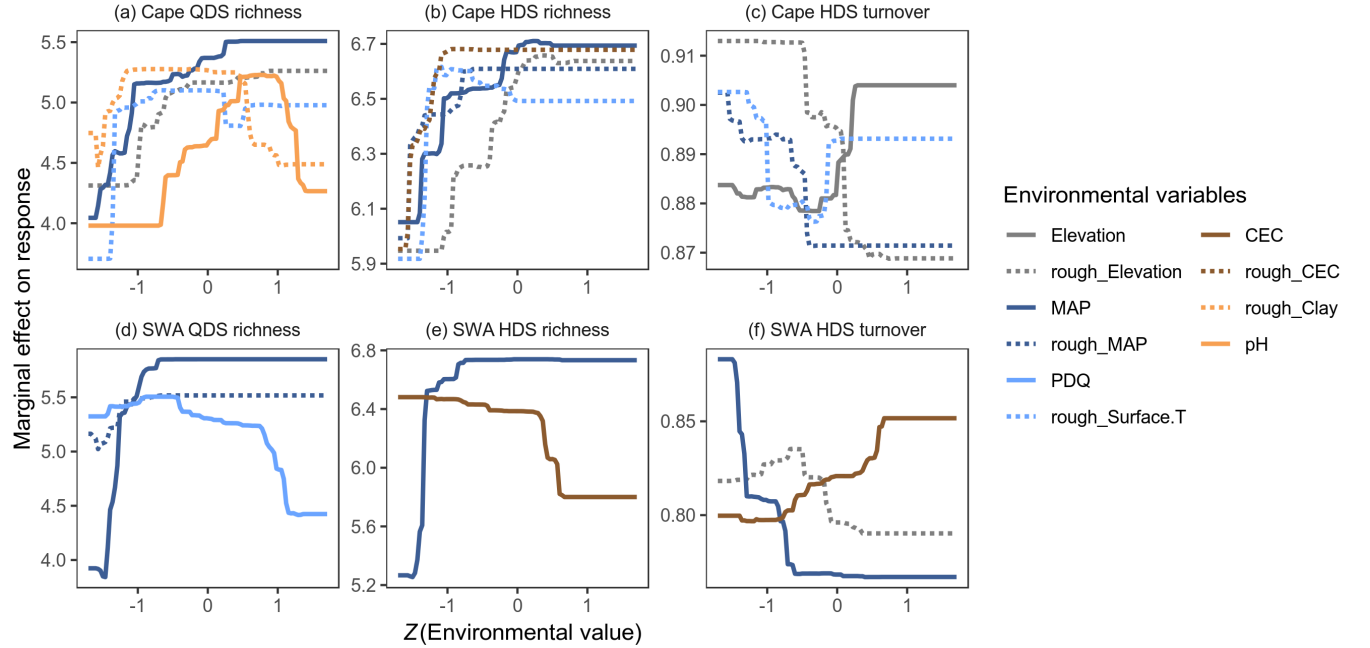 (a) Cape QDS richness (b) Cape HDS richness (c) Cape HDS turnover
5.5
5.0
4.5
4.0
-1 0 1
6.7
6.5
6.3
6.1
5.9
-1 0 1
0.91
0.90
0.89
0.88
0.87
-1 0 1
Marginal effect on response
(d) SWA QDS richness (e) SWA HDS richness (f) SWA HDS turnover
5.5
5.0
4.5
4.0
-1 0 1
6.8
6.4
6.0
5.6
5.2
-1 0 1
0.85
0.80
-1 0 1
Z(Environmental value)
Environmental variables
Elevation
rough_Elevation
MAP
rough_MAP
PDQ
rough_Surface.T
CEC
rough_CEC
rough_Clay
pH